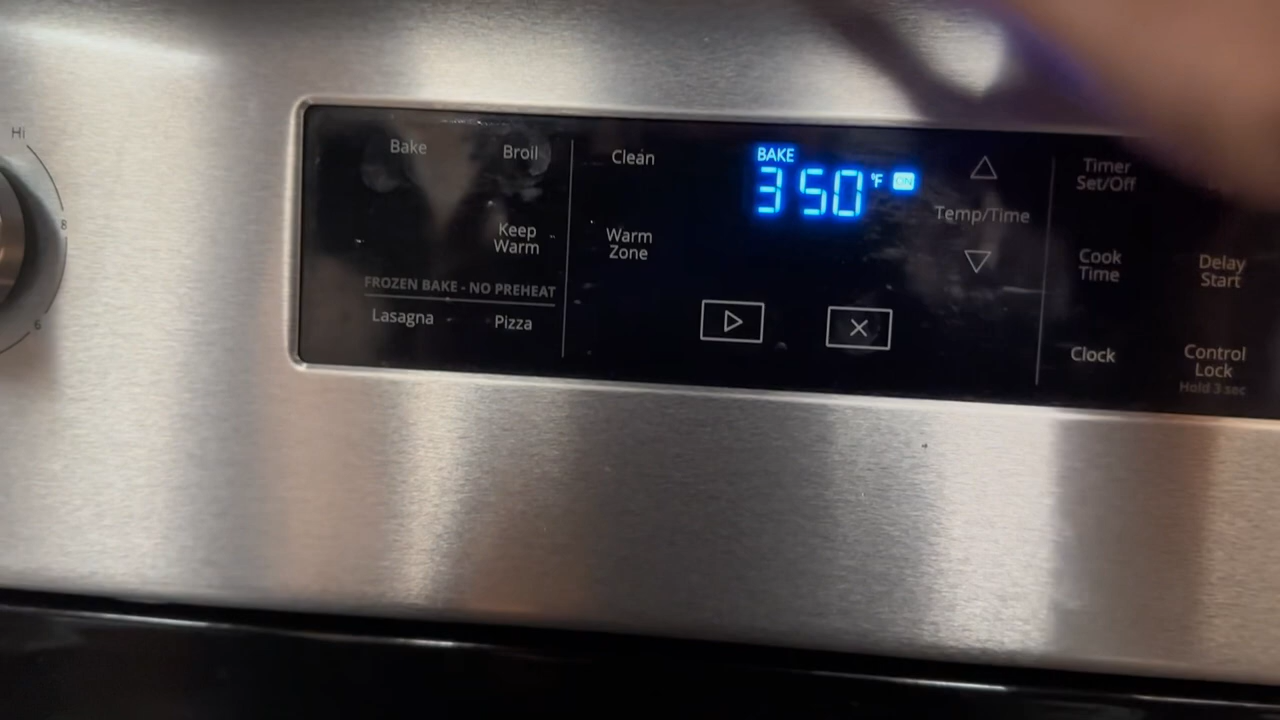 Hi
8
6
Bake
Broil
Keep
Warm
FROZEN BAKE - NO PREHEAT
Lasagna
Pizza
Clean
Warm
Zone
BAKE
350 °F ON
Temp/Time
Timer
Set/Off
Cook
Time
Delay
Start
Clock
Control
Lock
Hold 3 sec